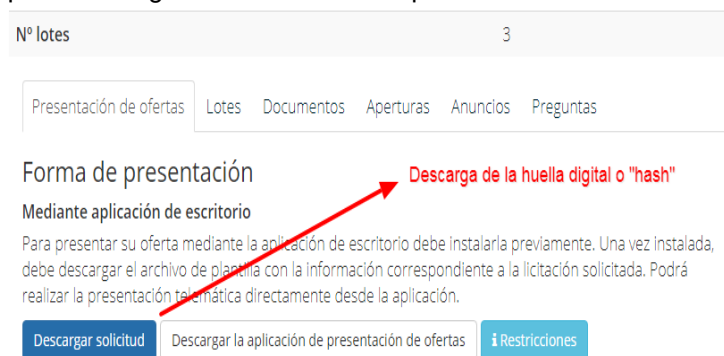 Nº lotes 3
Presentación de ofertas Lotes Documentos Aperturas Anuncios Preguntas
Forma de presentación
Descarga de la huella digital o "hash"
Mediante aplicación de escritorio
Para presentar su oferta mediante la aplicación de escritorio debe instalarla previamente. Una vez instalada,
debe descargar el archivo de plantilla con la información correspondiente a la licitación solicitada. Podrá
realizar la presentación telemática directamente desde la aplicación.
Descargar solicitud Descargar la aplicación de presentación de ofertas i Restricciones